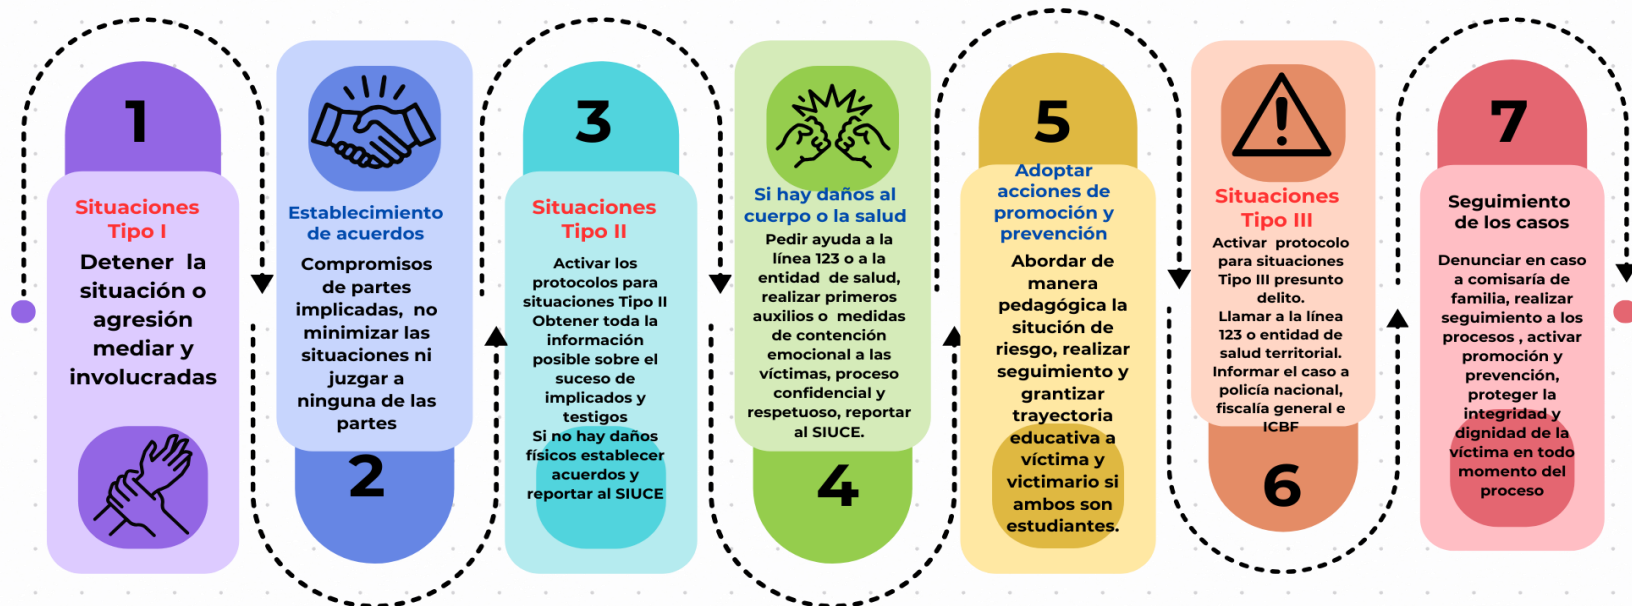 1
Situaciones
Tipo I
Detener la
situación o
agresión
mediar y
involucradas
Establecimiento
de acuerdos
Compromisos
de partes
implicadas, no
minimizar las
situaciones ni
juzgar a
ninguna de las
partes
2
3
Situaciones
Tipo II
Activar los
protocolos para
situaciones Tipo II
Obtener toda la
información
posible sobre el
suceso de
implicados y
testigos
Si no hay daños
físicos establecer
acuerdos y
reportar al SIUCE
Si hay daños al
cuerpo o la salud
Pedir ayuda a la
línea 123 o a la
entidad de salud,
realizar primeros
auxilios o medidas
de contención
emocional a las
víctimas, proceso
confidencial y
respetuoso, reportar
al SIUCE.
4
5
Adoptar
acciones de
promoción y
prevención
Abordar de
manera
pedagógica la
situción de
riesgo, realizar
seguimiento y
grantizar
trayectoria
educativa a
víctima y
victimario si
ambos son
estudiantes.
Situaciones
Tipo III
Activar protocolo
para situaciones
Tipo III presunto
delito.
Llamar a la línea
123 o entidad de
salud territorial.
Informar el caso a
policía nacional,
fiscalía general e
ICBF
6
7
Seguimiento
de los casos
Denunciar en caso
a comisaría de
familia, realizar
seguimiento a los
procesos , activar
promoción y
prevención,
proteger la
integridad y
dignidad de la
víctima en todo
momento del
proceso